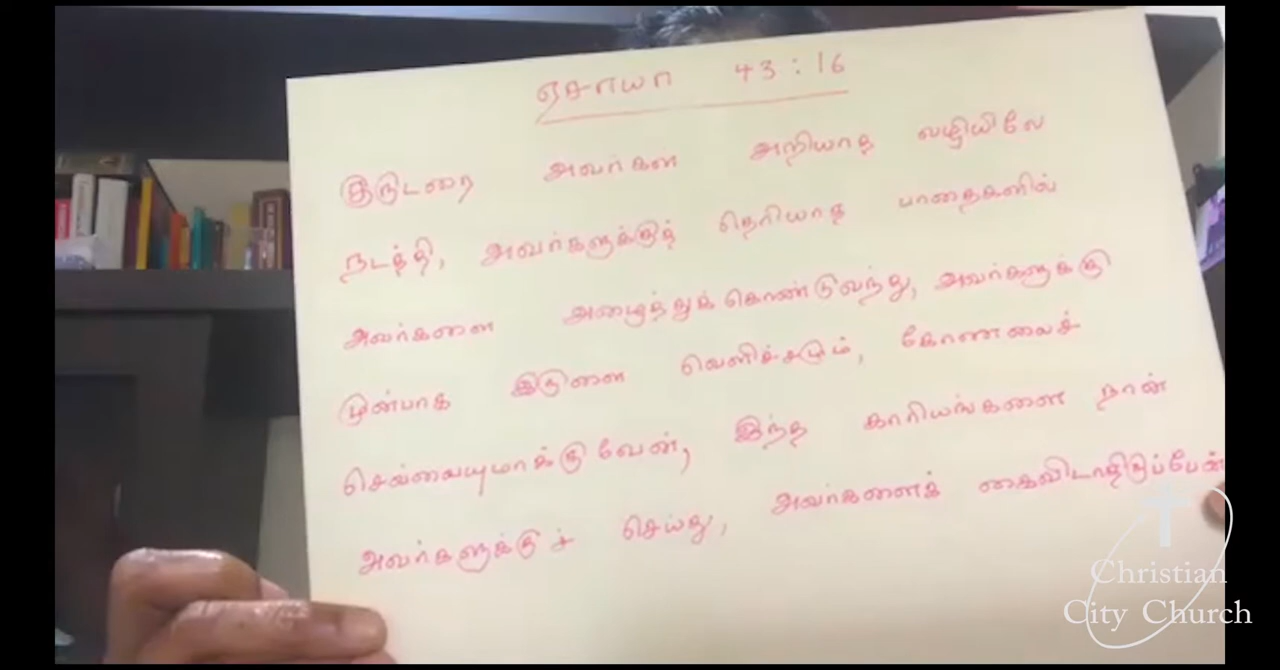 ஏசாயா 43:16
குருடரை அவர்கள் அறியாத வழியிலே
நடத்தி, அவர்களுக்குத் தெரியாத பாதைகளில்
அவர்களை அழைத்துக்கொண்டுவந்து, அவர்களுக்கு
முன்பாக இருளை வெளிச்சமும், கோணலைச்
செவ்வையுமாக்குவேன், இந்த காரியங்களை நான்
அவர்களுக்குச் செய்து, அவர்களைக் கைவிடாதிருப்பேன்
Christian
City Church